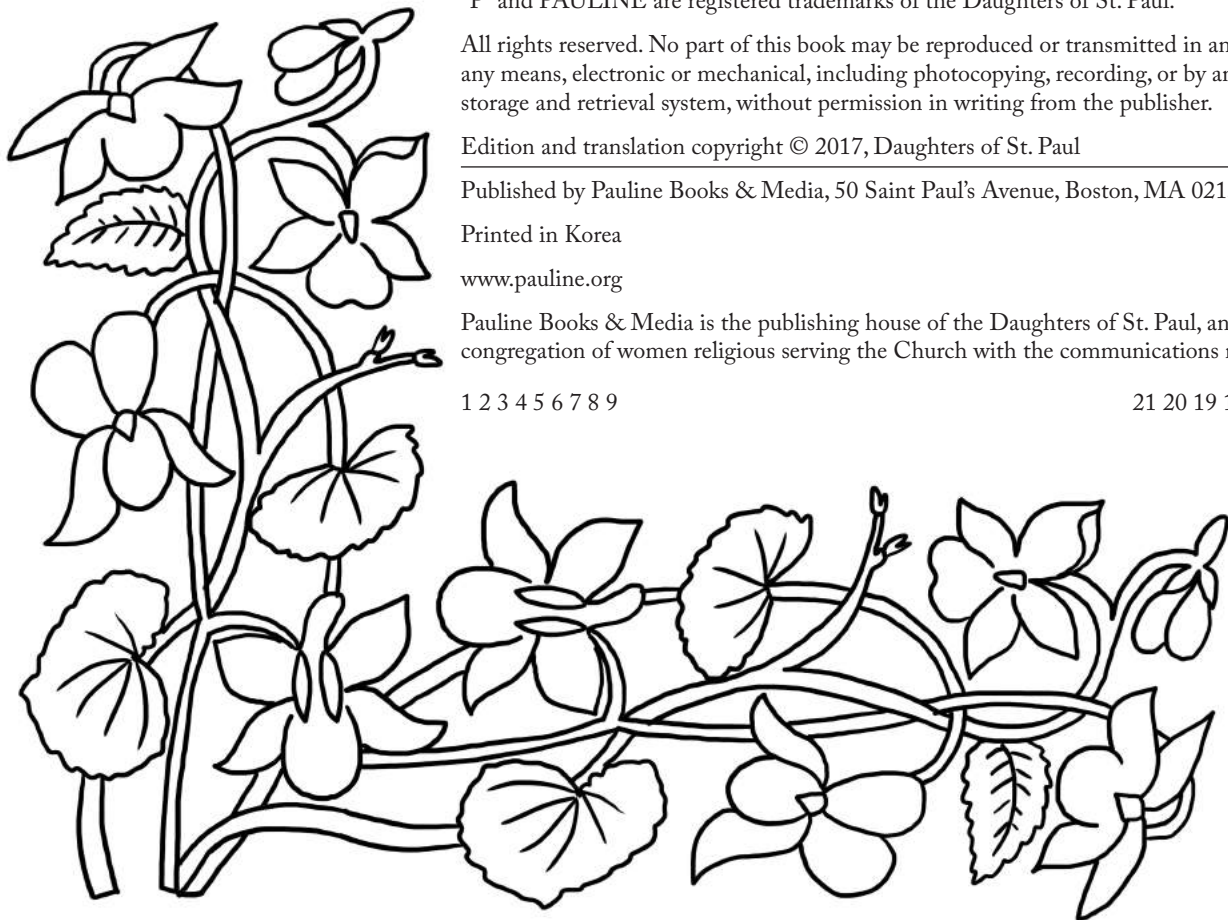 "P" and PAULINE are registered trademarks of the Daughters of St. Paul.
All rights reserved. No part of this book may be reproduced or transmitted in
any means, electronic or mechanical, including photocopying, recording, or by
storage and retrieval system, without permission in writing from the publisher.
Edition and translation copyright © 2017, Daughters of St. Paul
Published by Pauline Books & Media, 50 Saint Paul's Avenue, Boston, MA 021
Printed in Korea
www.pauline.org
Pauline Books & Media is the publishing house of the Daughters of St. Paul, an
congregation of women religious serving the Church with the communications
1 2 3 4 5 6 7 8 9 21 20 19